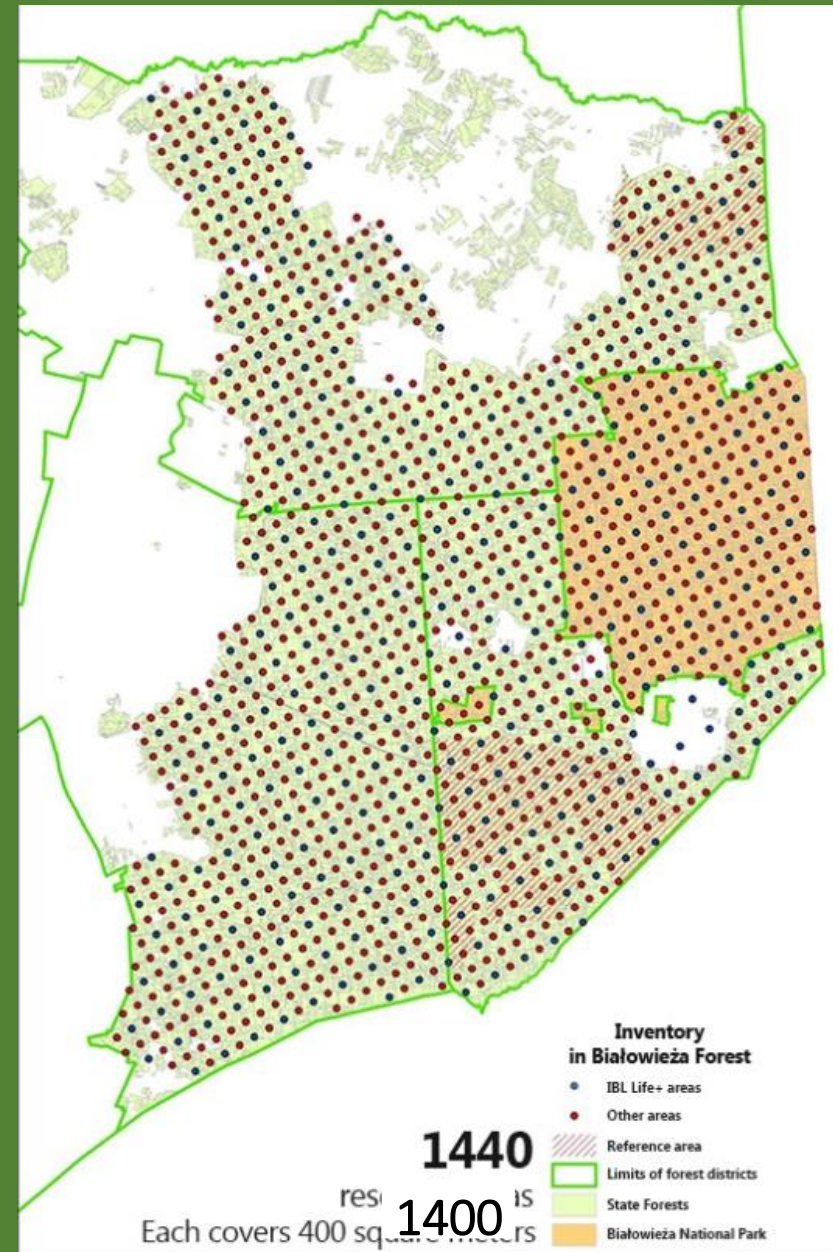 Inventory
in Białowieża Forest
IBL Life+ areas
Other areas
Reference area
Limits of forest districts
State Forests
Białowieża National Park
1440
1400
Each covers 400